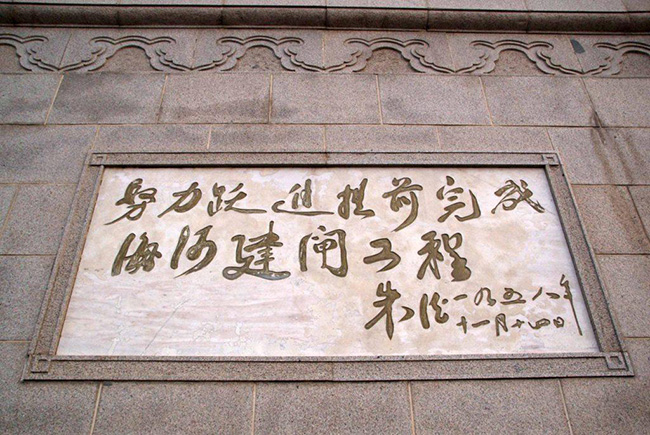 努力跃进提前完成
海河建闸工程
朱德 一九五八年
十一月十四日